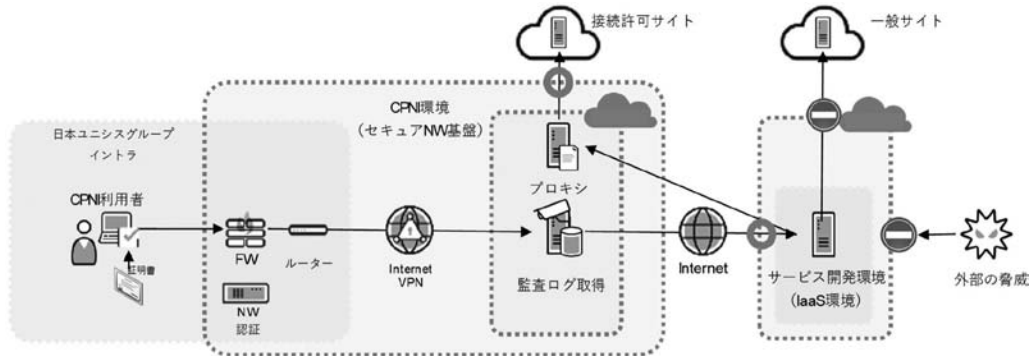 接続許可サイト
一般サイト
CPNI環境
（セキュアNW基盤）
日本ユニシスグループ
イントラ
CPNI利用者
証明書
FW
ルーター
NW
認証
Internet
VPN
プロキシ
監査ログ取得
Internet
サービス開発環境
(IaaS環境)
外部の脅威